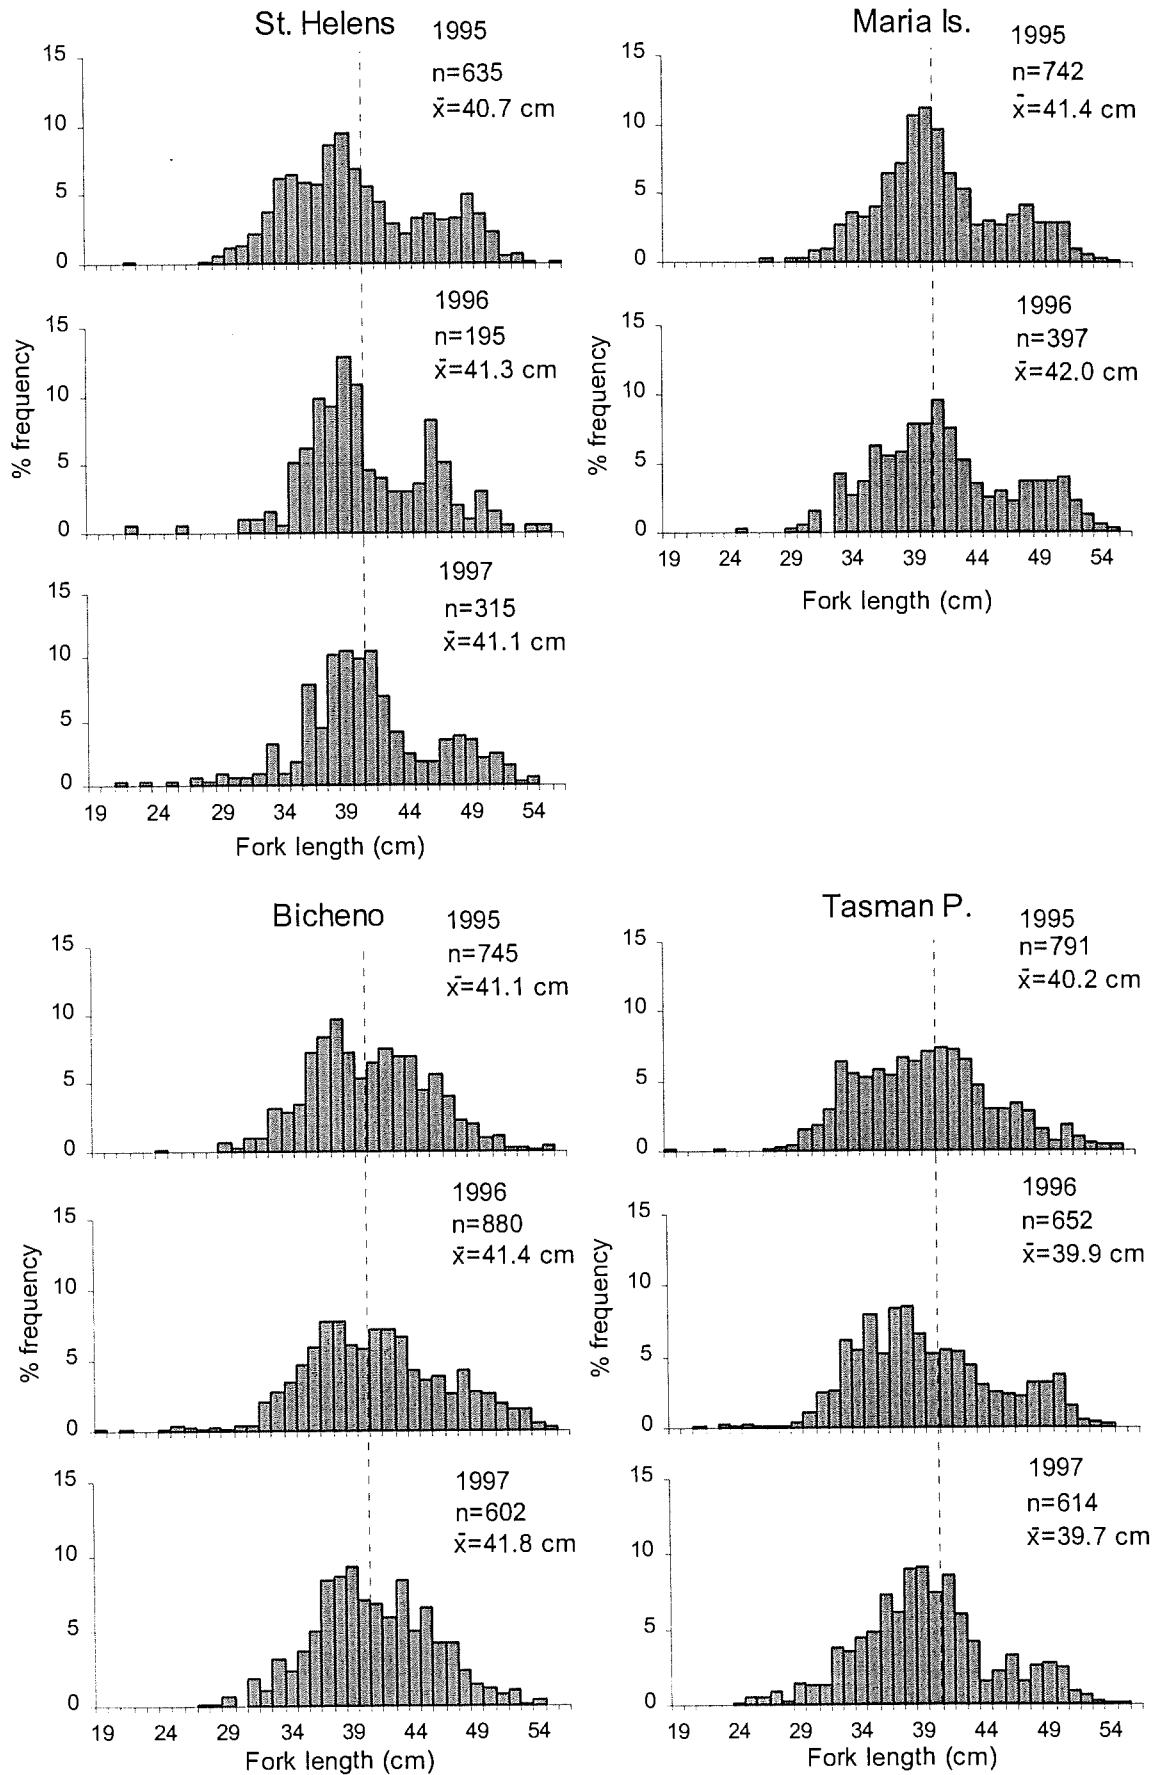 St. Helens
1995
n=635
x̄=40.7 cm
15
10
5
0
1996
n=195
x̄=41.3 cm
% frequency
15
10
5
0
1997
n=315
x̄=41.1 cm
15
10
5
0
19 24 29 34 39 44 49 54
Fork length (cm)
Maria Is.
1995
n=742
x̄=41.4 cm
15
10
5
0
1996
n=397
x̄=42.0 cm
% frequency
15
10
5
0
19 24 29 34 39 44 49 54
Fork length (cm)
Bicheno
1995
n=745
x̄=41.1 cm
15
10
5
0
1996
n=880
x̄=41.4 cm
% frequency
15
10
5
0
1997
n=602
x̄=41.8 cm
15
10
5
0
19 24 29 34 39 44 49 54
Fork length (cm)
Tasman P.
1995
n=791
x̄=40.2 cm
15
10
5
0
1996
n=652
x̄=39.9 cm
% frequency
15
10
5
0
1997
n=614
x̄=39.7 cm
15
10
5
0
19 24 29 34 39 44 49 54
Fork length (cm)